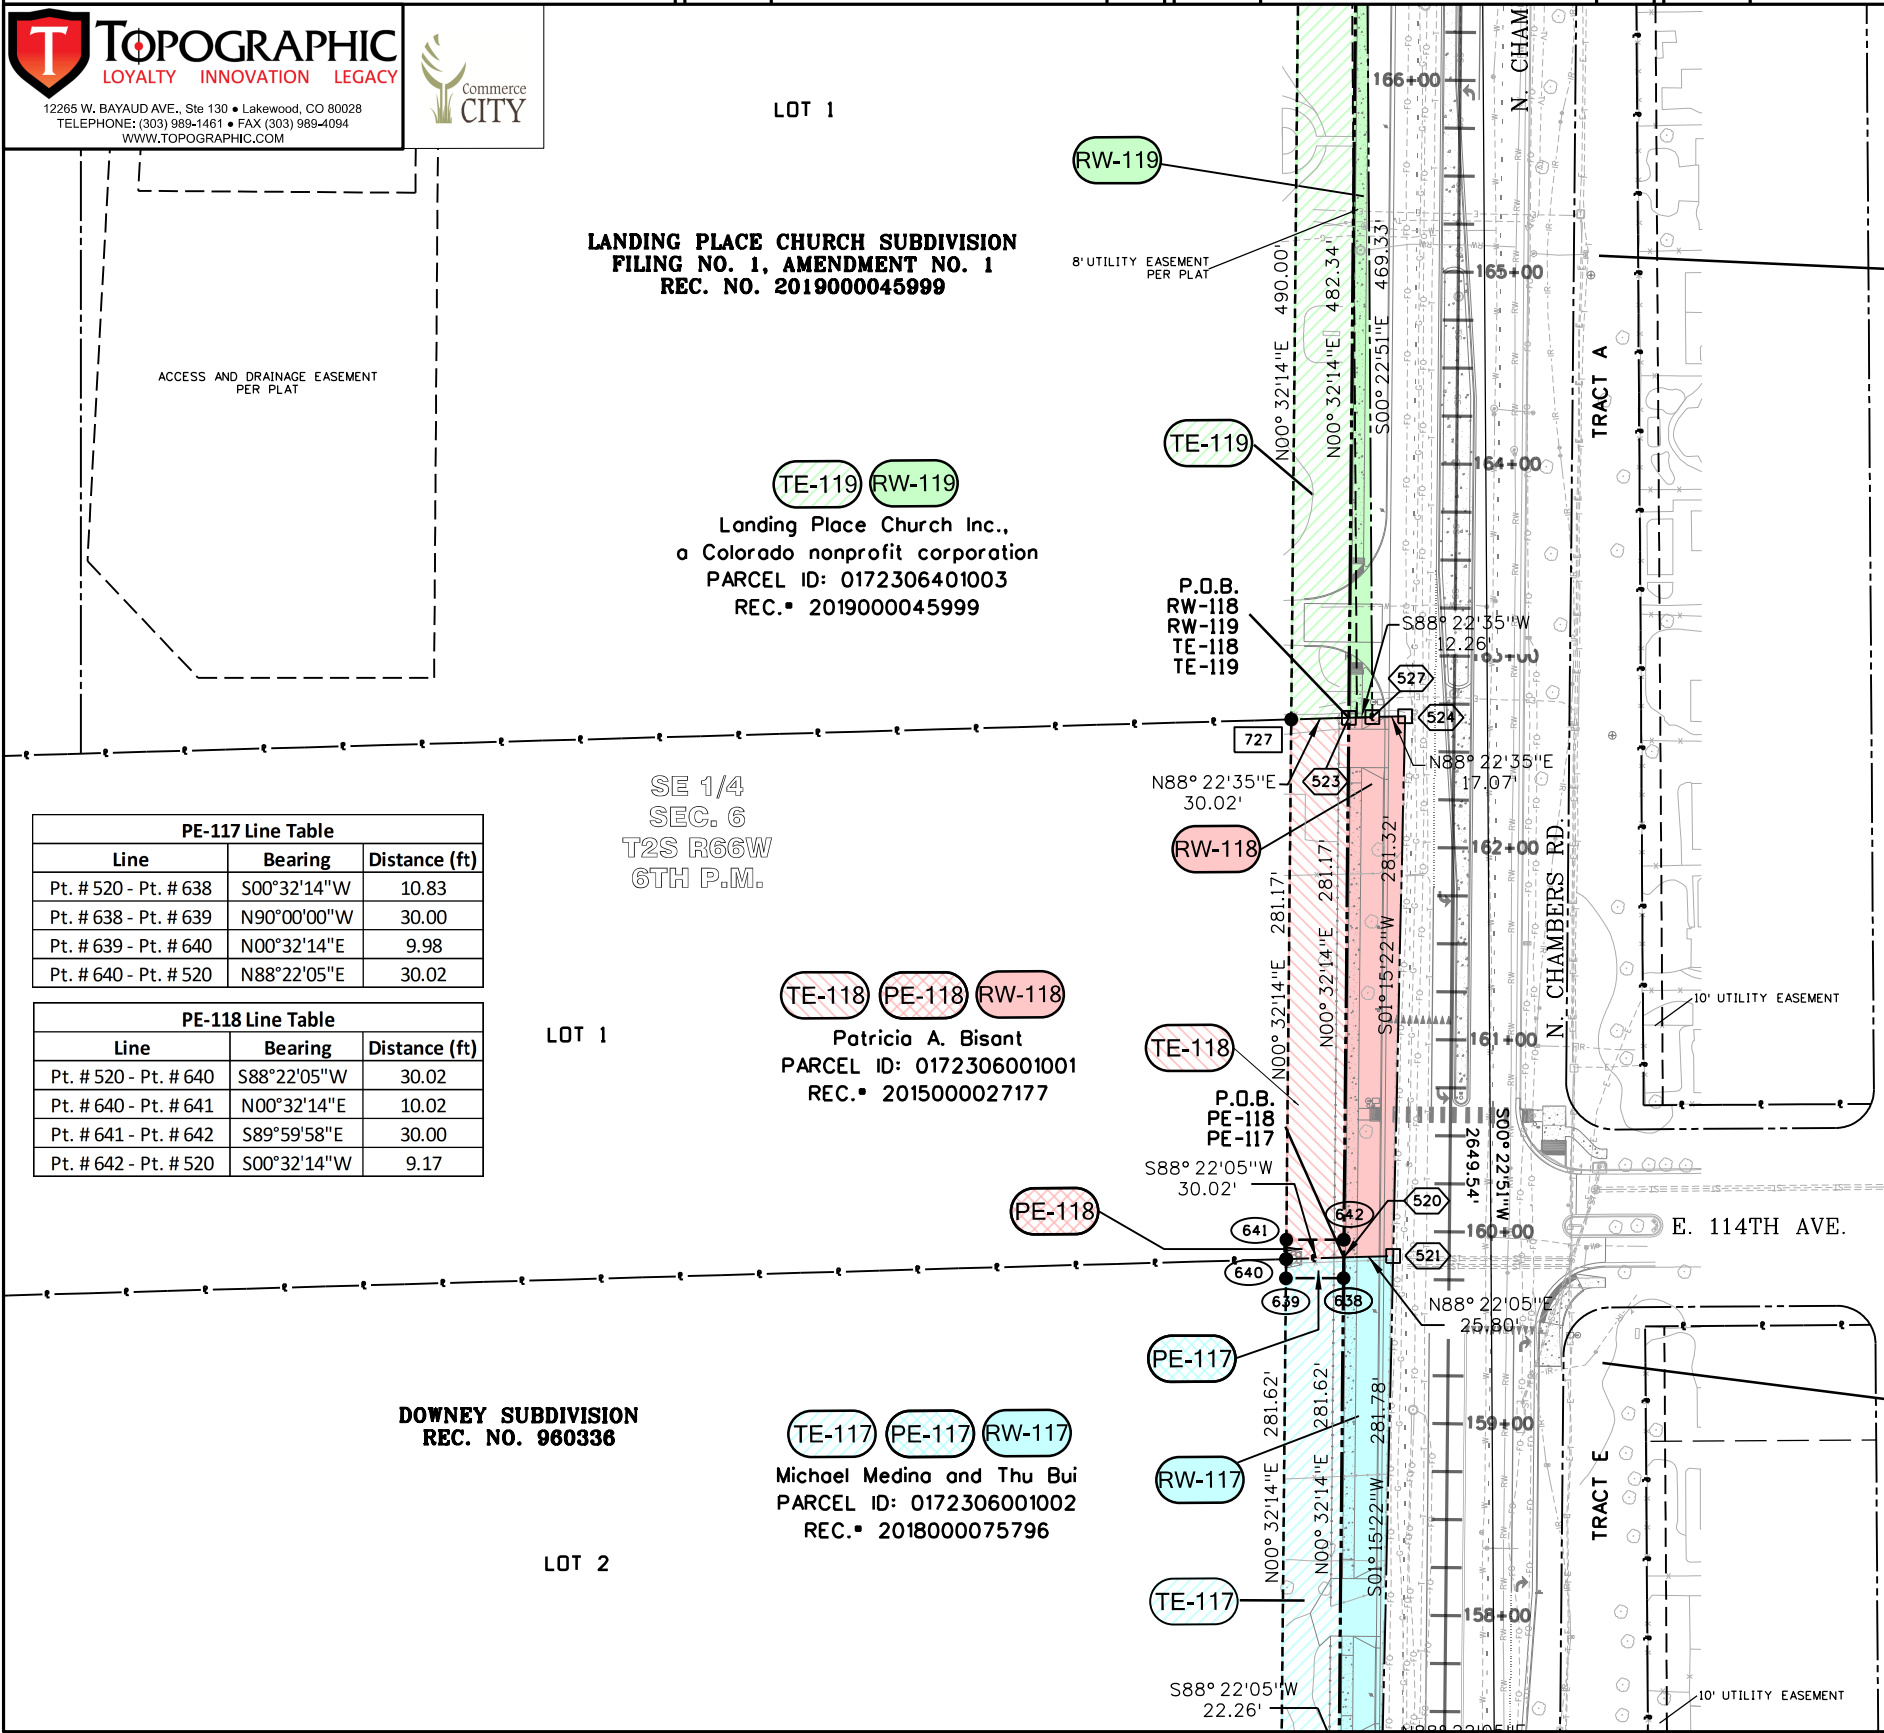 TOPOGRAPHIC
LOYALTY INNOVATION LEGACY
12265 W. BAYAUD AVE., Ste 130 • Lakewood, CO 80028
TELEPHONE: (303) 989-1461 • FAX (303) 989-4094
WWW.TOPOGRAPHIC.COM
Commerce
CITY
LOT 1
LANDING PLACE CHURCH SUBDIVISION
FILING NO. 1, AMENDMENT NO. 1
REC. NO. 2019000045999
ACCESS AND DRAINAGE EASEMENT
PER PLAT
RW-119
8' UTILITY EASEMENT
PER PLAT
TE-119
TE-119 RW-119
Landing Place Church Inc.,
a Colorado nonprofit corporation
PARCEL ID: 0172306401003
REC.# 2019000045999
N00°32'14"E 490.00'
N00°32'14"E 482.34'
S00°22'51"E 469.33'
P.O.B.
RW-118
RW-119
TE-118
TE-119
S88°22'35"W
12.26'
527
524
727
523
N88°22'35"E
30.02'
N88°22'35"E
17.07'
SE 1/4
SEC. 6
T2S R66W
6TH P.M.
PE-117 Line Table
Line Bearing Distance (ft)
Pt. # 520 - Pt. # 638 S00°32'14"W 10.83
Pt. # 638 - Pt. # 639 N90°00'00"W 30.00
Pt. # 639 - Pt. # 640 N00°32'14"E 9.98
Pt. # 640 - Pt. # 520 N88°22'05"E 30.02
PE-118 Line Table
Line Bearing Distance (ft)
Pt. # 520 - Pt. # 640 S88°22'05"W 30.02
Pt. # 640 - Pt. # 641 N00°32'14"E 10.02
Pt. # 641 - Pt. # 642 S89°59'58"E 30.00
Pt. # 642 - Pt. # 520 S00°32'14"W 9.17
RW-118
LOT 1
TE-118 PE-118 RW-118
Patricia A. Bisant
PARCEL ID: 0172306001001
REC.# 2015000027177
N00°32'14"E 281.17'
N00°32'14"E 281.17'
S01°15'22"W 281.32'
TE-118
P.O.B.
PE-118
PE-117
S88°22'05"W
30.02'
PE-118
641
642
520
640
521
639
638
N88°22'05"E
25.80'
PE-117
DOWNEY SUBDIVISION
REC. NO. 960336
TE-117 PE-117 RW-117
Michael Medina and Thu Bui
PARCEL ID: 0172306001002
REC.# 2018000075796
LOT 2
RW-117
TE-117
N00°32'14"E 281.62'
N00°32'14"E 281.62'
S01°15'22"W 281.78'
S88°22'05"W
22.26'
166+00
165+00
164+00
162+00
161+00
160+00
159+00
158+00
N. CHAM
N. CHAMBERS RD.
S00°22'51"W
2649.54'
E. 114TH AVE.
TRACT A
10' UTILITY EASEMENT
TRACT E
10' UTILITY EASEMENT